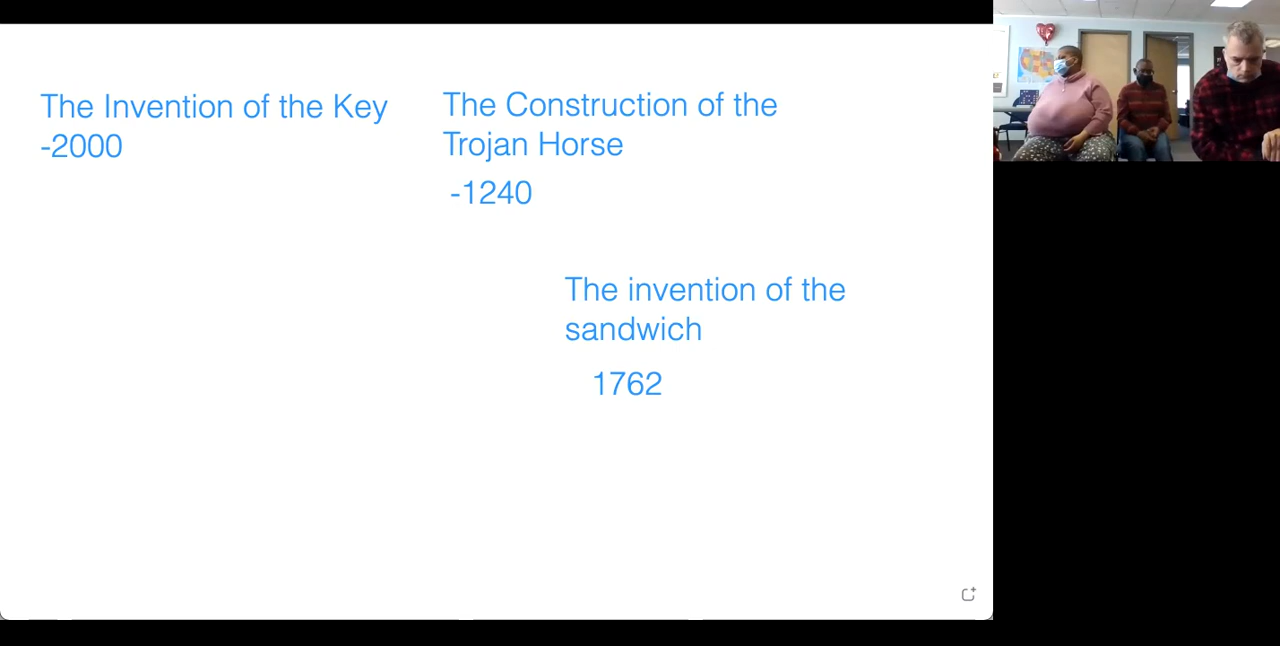 The Invention of the Key
-2000
The Construction of the
Trojan Horse
-1240
The invention of the
sandwich
1762